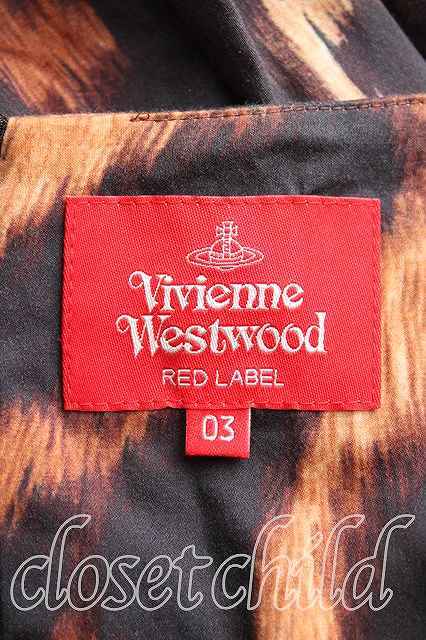 Vivienne
Westwood
RED LABEL
03
closet child